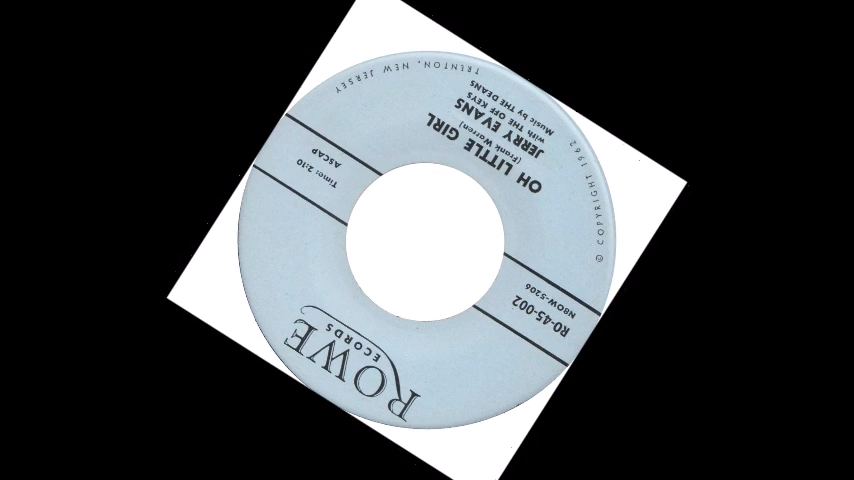 ROWE
RECORDS
RO-45-002
N8OW-5206
Time: 2:10
ASCAP
OH LITTLE GIRL
(Frank Warren)
JERRY EVANS
with THE OFF KEYS
Music by THE DEANS
© COPYRIGHT 1962
TRENTON, NEW JERSEY